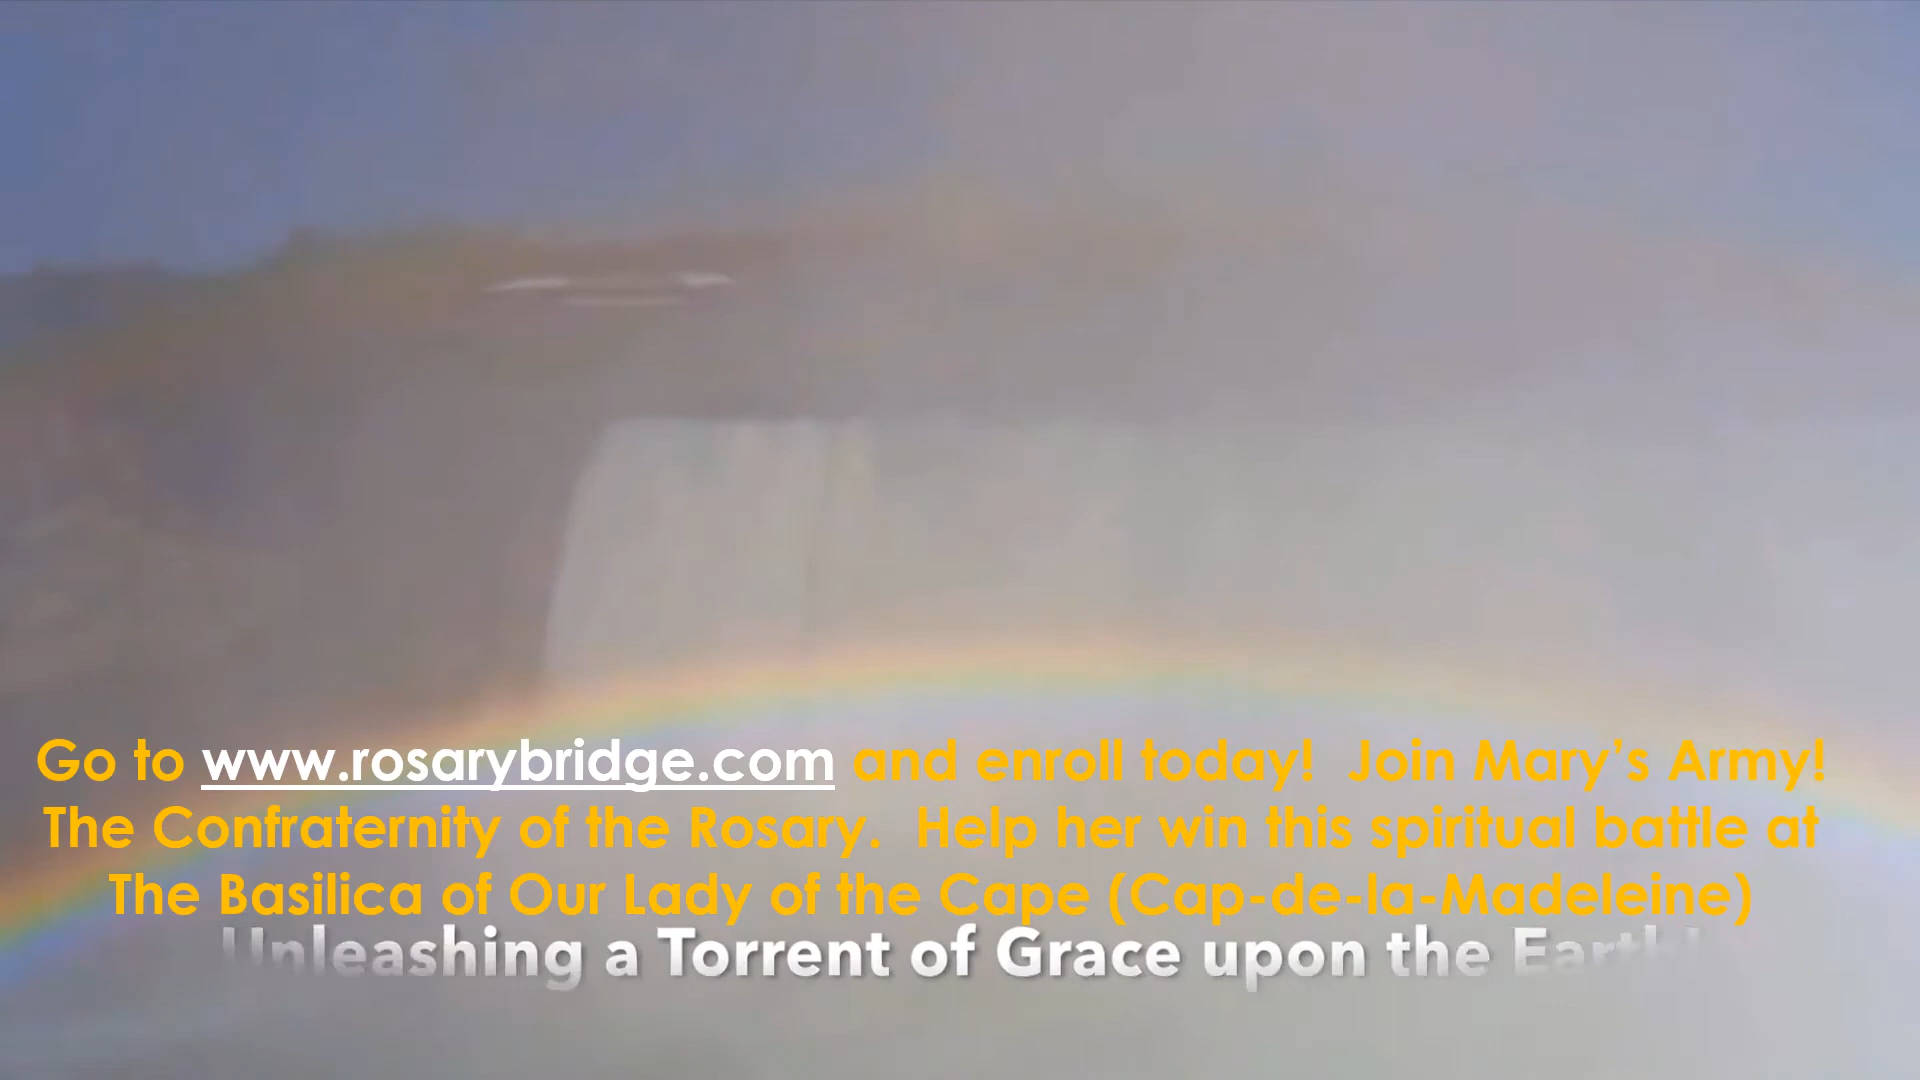 Go to www.rosarybridge.com and enroll today!  Join Mary’s Army!
The Confraternity of the Rosary.  Help her win this spiritual battle at
The Basilica of Our Lady of the Cape (Cap-de-la-Madeleine)
Unleashing a Torrent of Grace upon the Earth!